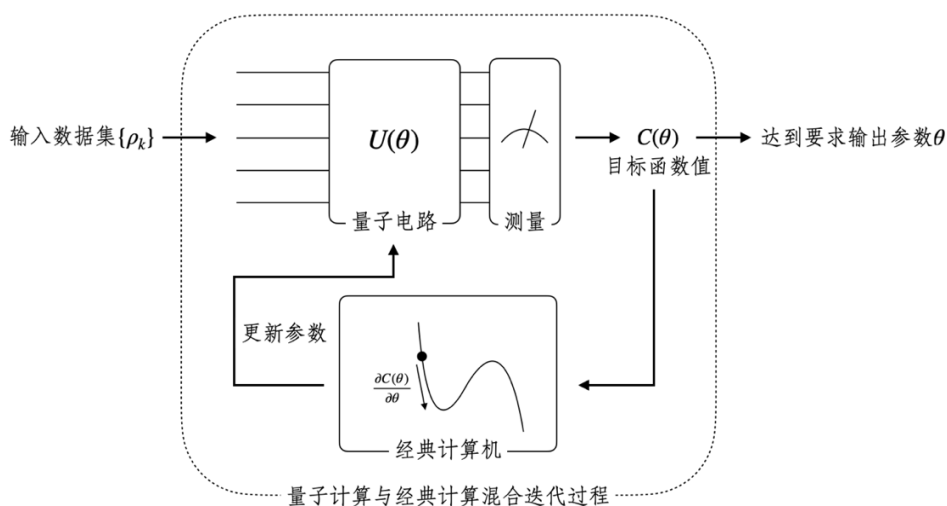 输入数据集{ρₖ}
U(θ)
量子电路
测量
C(θ)
目标函数值
达到要求输出参数θ
更新参数
∂C(θ)
∂θ
经典计算机
量子计算与经典计算混合迭代过程